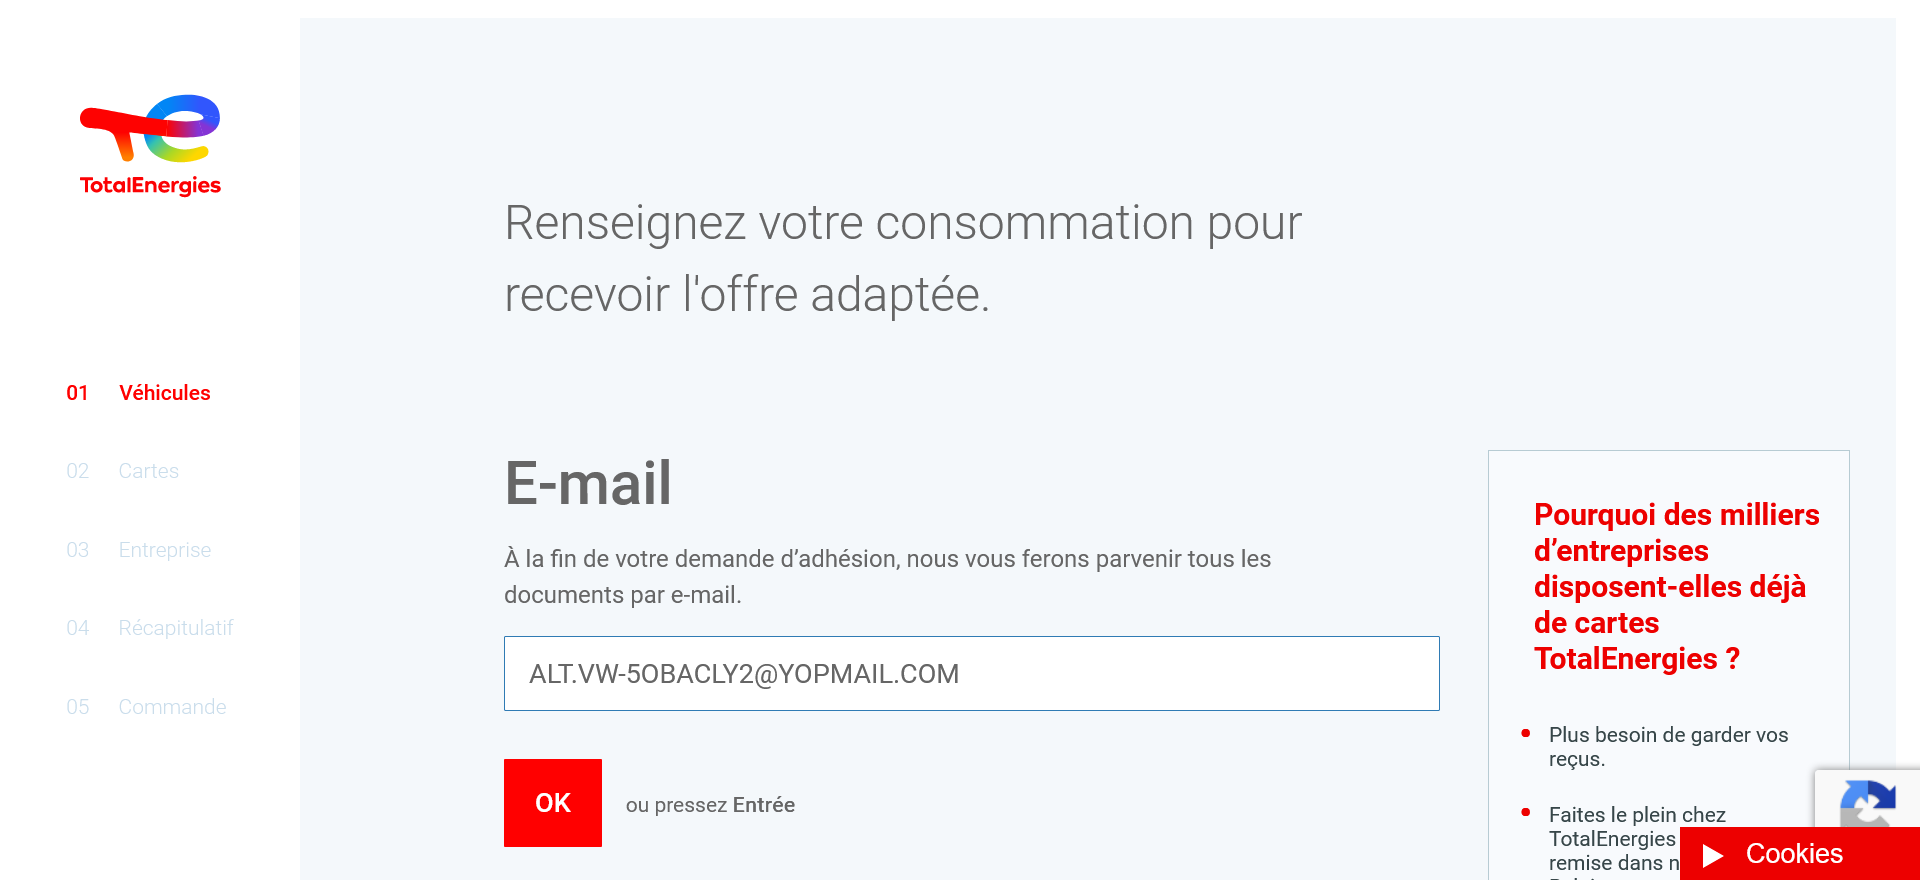 TotalEnergies
01 Véhicules
02 Cartes
03 Entreprise
04 Récapitulatif
05 Commande
Renseignez votre consommation pour
recevoir l'offre adaptée.
E-mail
À la fin de votre demande d’adhésion, nous vous ferons parvenir tous les
documents par e-mail.
ALT.VW-5OBACLY2@YOPMAIL.COM
OK ou pressez Entrée
Pourquoi des milliers
d’entreprises
disposent-elles déjà
de cartes
TotalEnergies ?
Plus besoin de garder vos
reçus.
Faites le plein chez
TotalEnergies
remise dans
Cookies